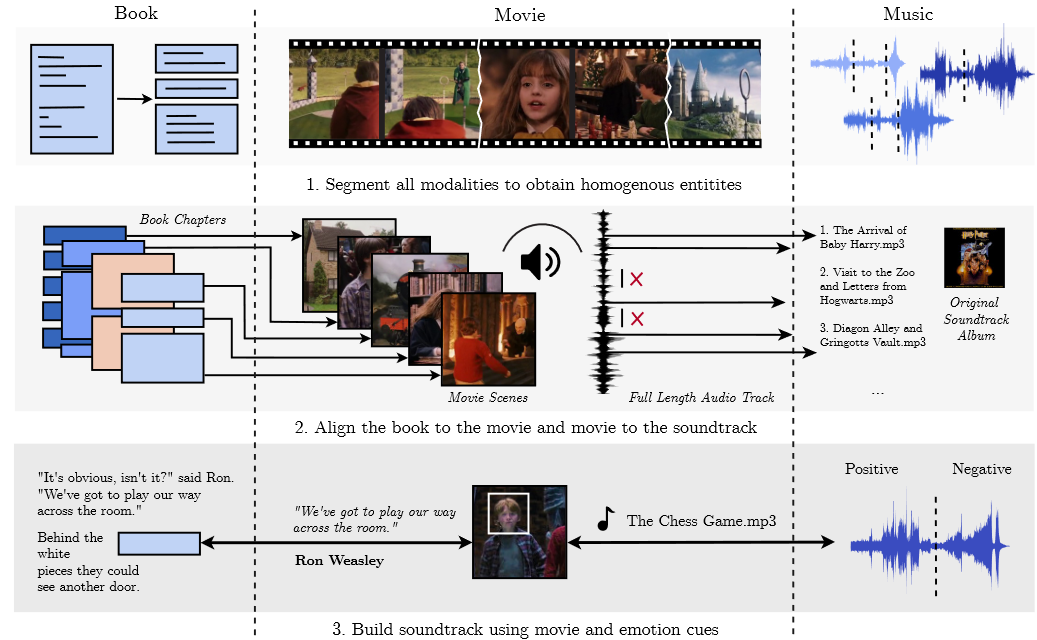 Book
Movie
Music
1. Segment all modalities to obtain homogenous entitites
Book Chapters
1. The Arrival of
Baby Harry.mp3
2. Visit to the Zoo
and Letters from
Hogwarts.mp3
3. Diagon Alley and
Gringotts Vault.mp3
...
Original
Soundtrack
Album
Movie Scenes
Full Length Audio Track
2. Align the book to the movie and movie to the soundtrack
"It's obvious, isn't it?" said Ron.
"We've got to play our way
across the room."
Behind the
white
pieces they could
see another door.
"We've got to play our way
across the room."
Ron Weasley
The Chess Game.mp3
Positive
Negative
3. Build soundtrack using movie and emotion cues